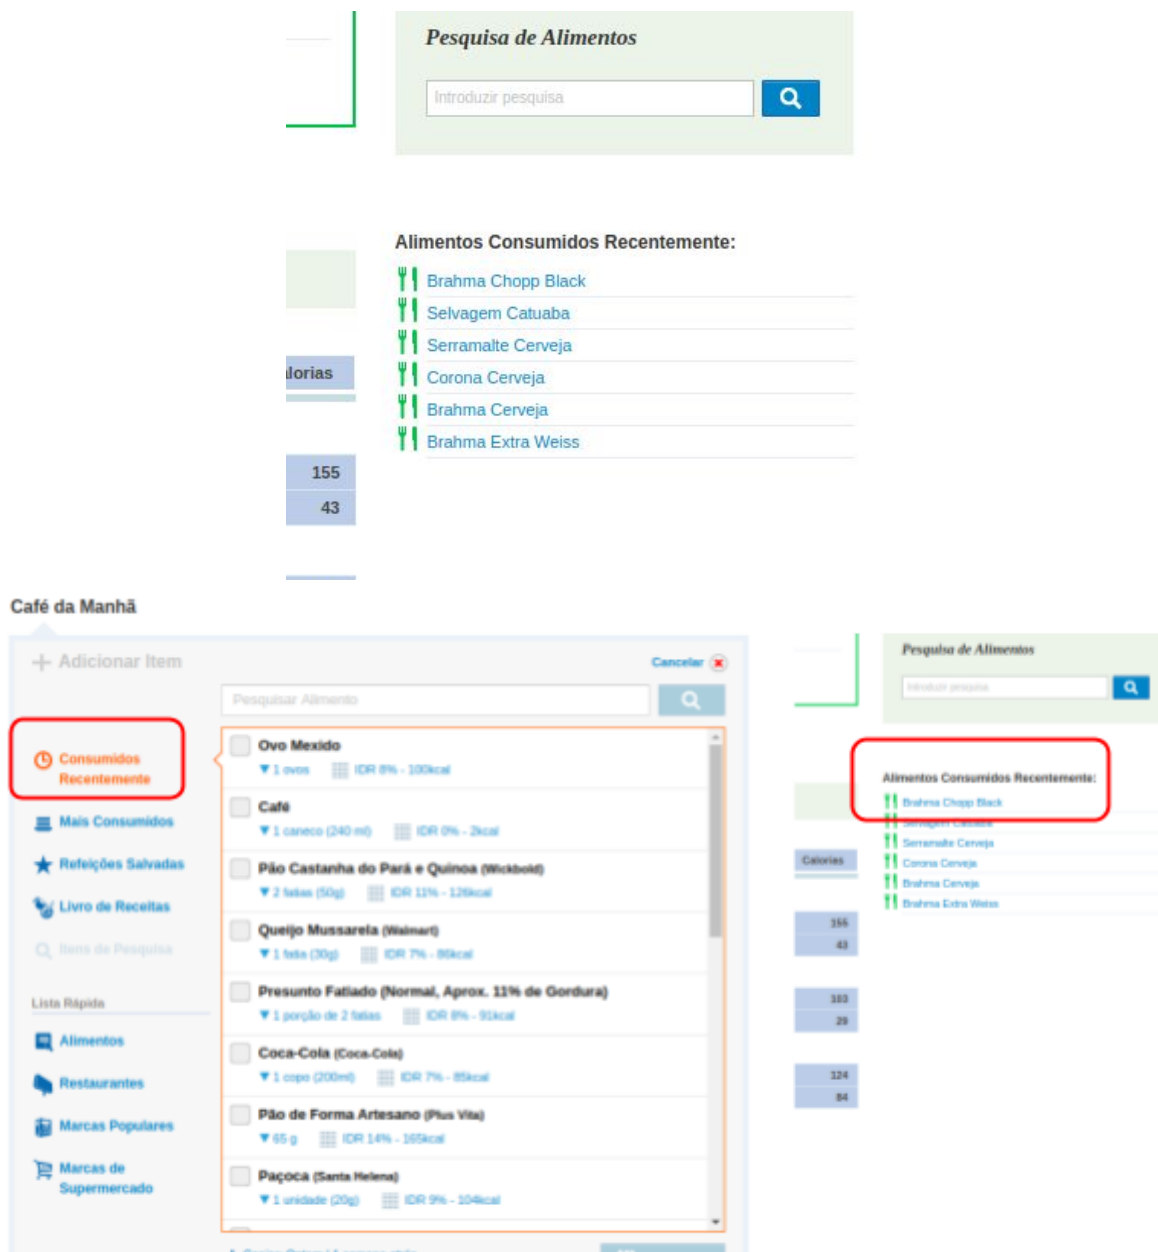 Pesquisa de Alimentos
Introduzir pesquisa
Alimentos Consumidos Recentemente:
Brahma Chopp Black
Selvagem Catuaba
Serramalte Cerveja
alorias
Corona Cerveja
Brahma Cerveja
Brahma Extra Weiss
155
43
Café da Manhã
Adicionar Item
Cancelar
Pesquisar Alimento
Consumidos
Recentemente
Mais Consumidos
Refeições Salvadas
Livro de Receitas
Itens de Pesquisa
Lista Rápida
Alimentos
Restaurantes
Marcas Populares
Marcas de
Supermercado
Ovo Mexido
1 ovos IDR 8% - 100kcal
Café
1 caneco (240 ml) IDR 0% - 2kcal
Pão Castanha do Pará e Quinoa (Wickbold)
2 fatias (50g) IDR 11% - 126kcal
Queijo Mussarela (Walmart)
1 fatia (30g) IDR 7% - 86kcal
Presunto Fatiado (Normal, Aprox. 11% de Gordura)
1 porção de 2 fatias IDR 8% - 91kcal
Coca-Cola (Coca-Cola)
1 copo (200ml) IDR 7% - 85kcal
Pão de Forma Artesano (Plus Vita)
65 g IDR 14% - 165kcal
Paçoca (Santa Helena)
1 unidade (20g) IDR 9% - 104kcal
Pesquisa de Alimentos
Introduzir pesquisa
Alimentos Consumidos Recentemente:
Brahma Chopp Black
Selvagem Catuaba
Serramalte Cerveja
Calorias
Corona Cerveja
Brahma Cerveja
Brahma Extra Weiss
155
43
103
29
124
84